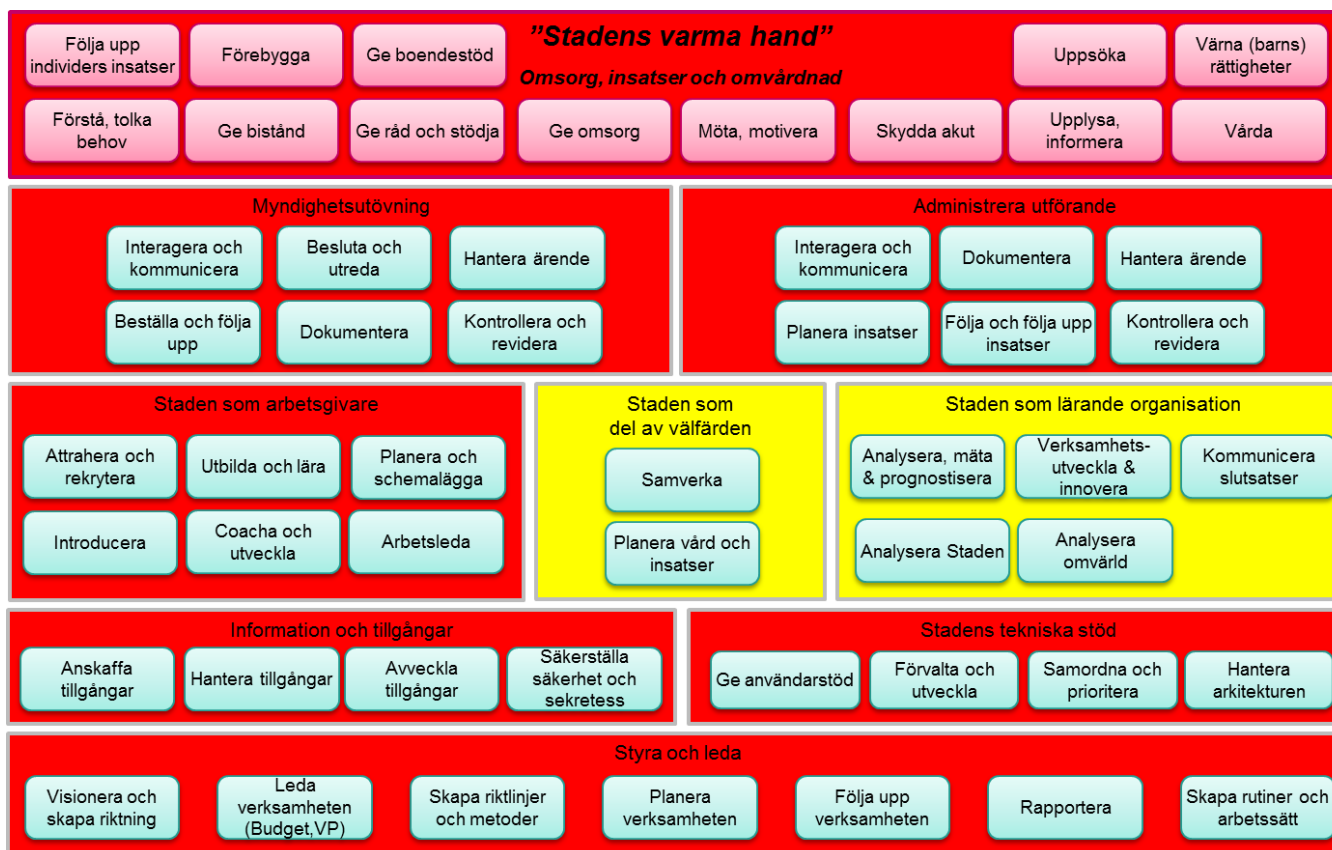 ”Stadens varma hand”
Omsorg, insatser och omvårdnad
Följa upp
individers insatser
Förebygga
Ge boendestöd
Uppsöka
Värna (barns)
rättigheter
Förstå, tolka
behov
Ge bistånd
Ge råd och stödja
Ge omsorg
Möta, motivera
Skydda akut
Upplysa,
informera
Vårda
Myndighetsutövning
Interagera och
kommunicera
Besluta och
utreda
Hantera ärende
Beställa och följa
upp
Dokumentera
Kontrollera och
revidera
Administrera utförande
Interagera och
kommunicera
Dokumentera
Hantera ärende
Planera insatser
Följa och följa upp
insatser
Kontrollera och
revidera
Staden som arbetsgivare
Attrahera och
rekrytera
Utbilda och lära
Planera och
schemalägga
Introducera
Coacha och
utveckla
Arbetsleda
Staden som
del av välfärden
Samverka
Planera vård och
insatser
Staden som lärande organisation
Analysera, mäta
& prognostisera
Verksamhets-
utveckla &
innovera
Kommunicera
slutsatser
Analysera Staden
Analysera
omvärld
Information och tillgångar
Anskaffa
tillgångar
Hantera tillgångar
Avveckla
tillgångar
Säkerställa
säkerhet och
sekretess
Stadens tekniska stöd
Ge användarstöd
Förvalta och
utveckla
Samordna och
prioritera
Hantera
arkitekturen
Styra och leda
Visionera och
skapa riktning
Leda
verksamheten
(Budget,VP)
Skapa riktlinjer
och metoder
Planera
verksamheten
Följa upp
verksamheten
Rapportera
Skapa rutiner och
arbetssätt